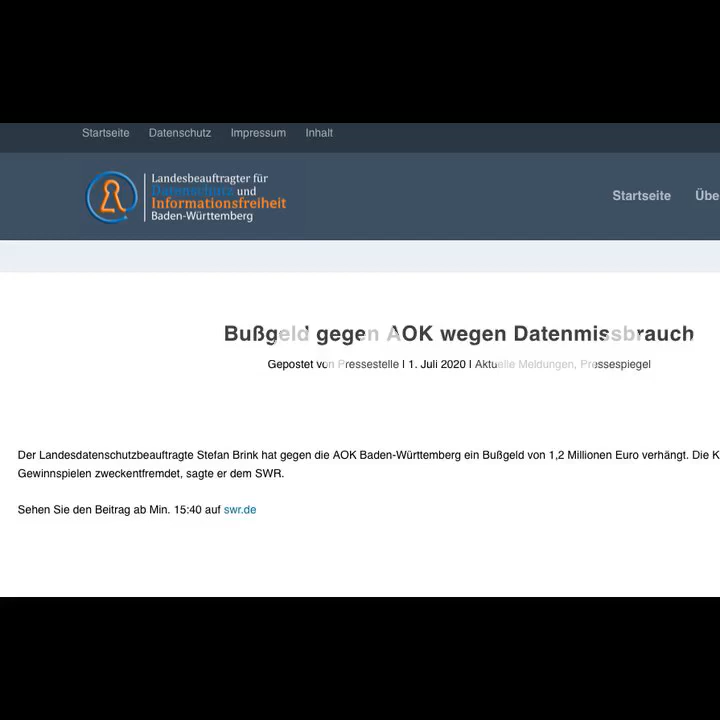 Startseite Datenschutz Impressum Inhalt
Landesbeauftragter für
Datenschutz und
Informationsfreiheit
Baden-Württemberg
Startseite Übe
Bußgeld gegen AOK wegen Datenmissbrauch
Gepostet von Pressestelle | 1. Juli 2020 | Aktuelle Meldungen, Pressespiegel
Der Landesdatenschutzbeauftragte Stefan Brink hat gegen die AOK Baden-Württemberg ein Bußgeld von 1,2 Millionen Euro verhängt. Die K
Gewinnspielen zweckentfremdet, sagte er dem SWR.
Sehen Sie den Beitrag ab Min. 15:40 auf swr.de